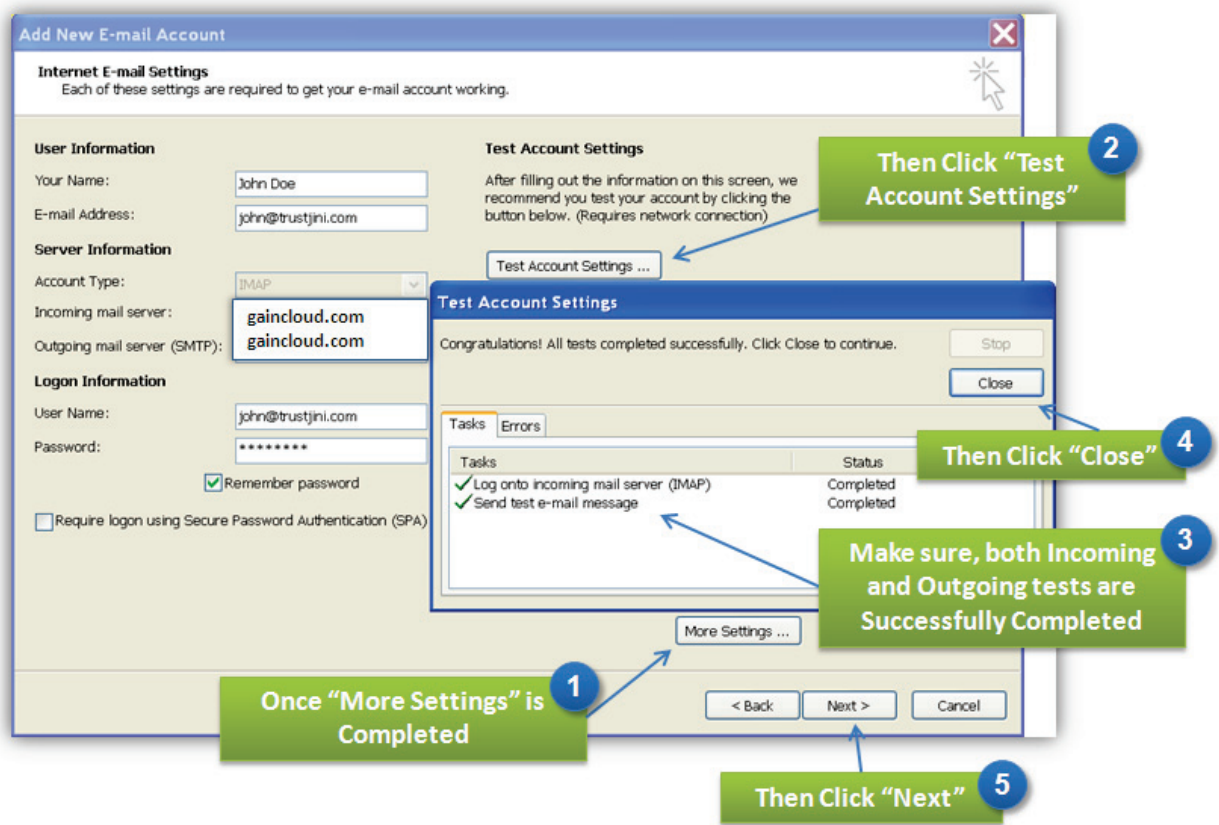 Add New E-mail Account
Internet E-mail Settings
Each of these settings are required to get your e-mail account working.
User Information
Your Name:
John Doe
E-mail Address:
john@trustjini.com
Server Information
Account Type:
IMAP
Incoming mail server:
gaincloud.com
Outgoing mail server (SMTP):
gaincloud.com
Logon Information
User Name:
john@trustjini.com
Password:
********
Remember password
Require logon using Secure Password Authentication (SPA)
Test Account Settings
After filling out the information on this screen, we
recommend you test your account by clicking the
button below. (Requires network connection)
Test Account Settings ...
2
Then Click “Test
Account Settings”
Test Account Settings
Congratulations! All tests completed successfully. Click Close to continue.
Stop
Close
Tasks
Errors
Tasks
Status
Log onto incoming mail server (IMAP)
Completed
Send test e-mail message
Completed
4
Then Click “Close”
3
Make sure, both Incoming
and Outgoing tests are
Successfully Completed
More Settings ...
1
Once “More Settings” is
Completed
< Back
Next >
Cancel
5
Then Click “Next”